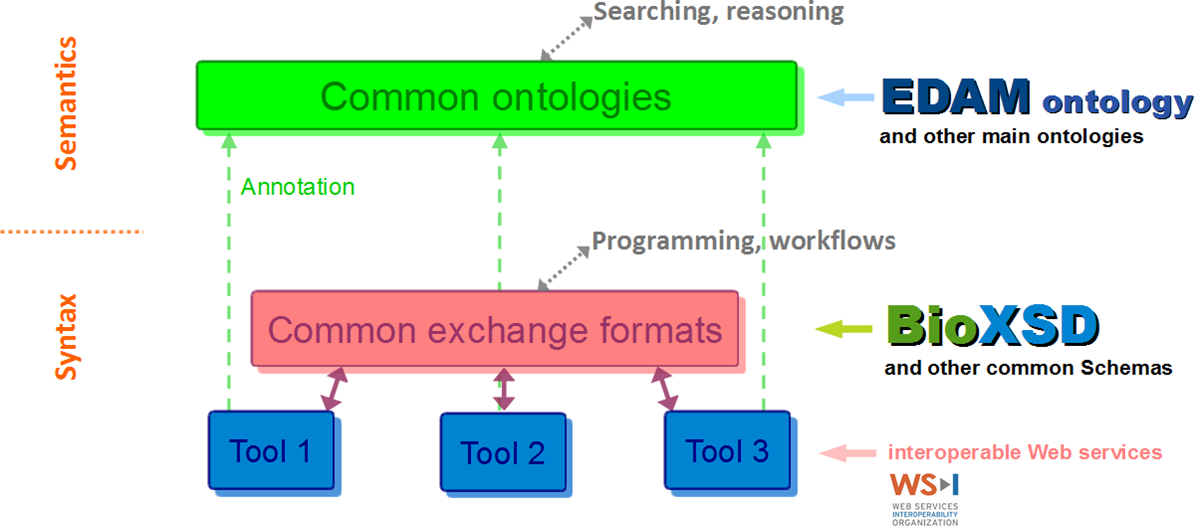 Searching, reasoning
Semantics
Common ontologies
EDAM ontology
and other main ontologies
Annotation
Programming, workflows
Syntax
Common exchange formats
BioXSD
and other common Schemas
Tool 1
Tool 2
Tool 3
interoperable Web services
WS-I
WEB SERVICES
INTEROPERABILITY
ORGANIZATION